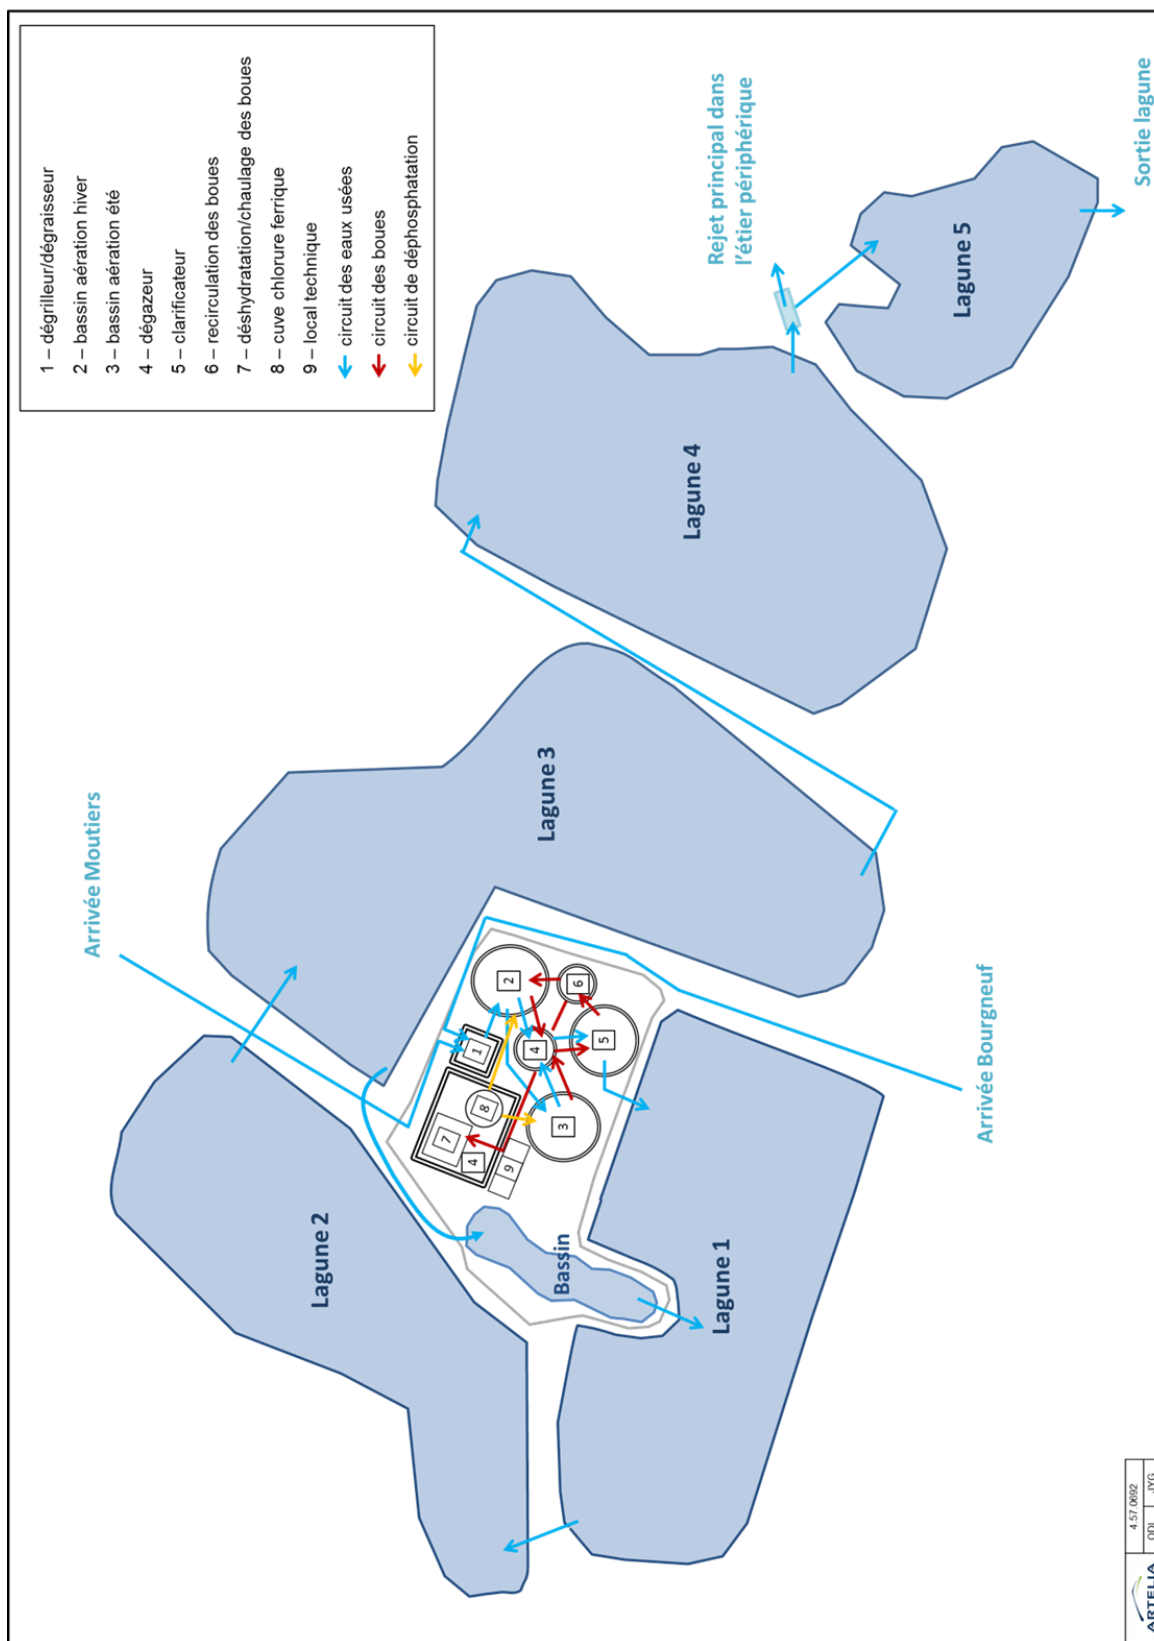 1 – dégrilleur/dégraisseur
2 – bassin aération hiver
3 – bassin aération été
4 – dégazeur
5 – clarificateur
6 – recirculation des boues
7 – déshydratation/chaulage des boues
8 – cuve chlorure ferrique
9 – local technique
circuit des eaux usées
circuit des boues
circuit de déphosphatation
Arrivée Moutiers
Rejet principal dans
l'étier périphérique
Lagune 2
Lagune 3
Lagune 4
Lagune 5
Sortie lagune
7
8
1
2
4
9
3
4
5
6
Bassin
Lagune 1
Arrivée Bourgneuf
ARTELIA
4.57.0692
ODL
JYG